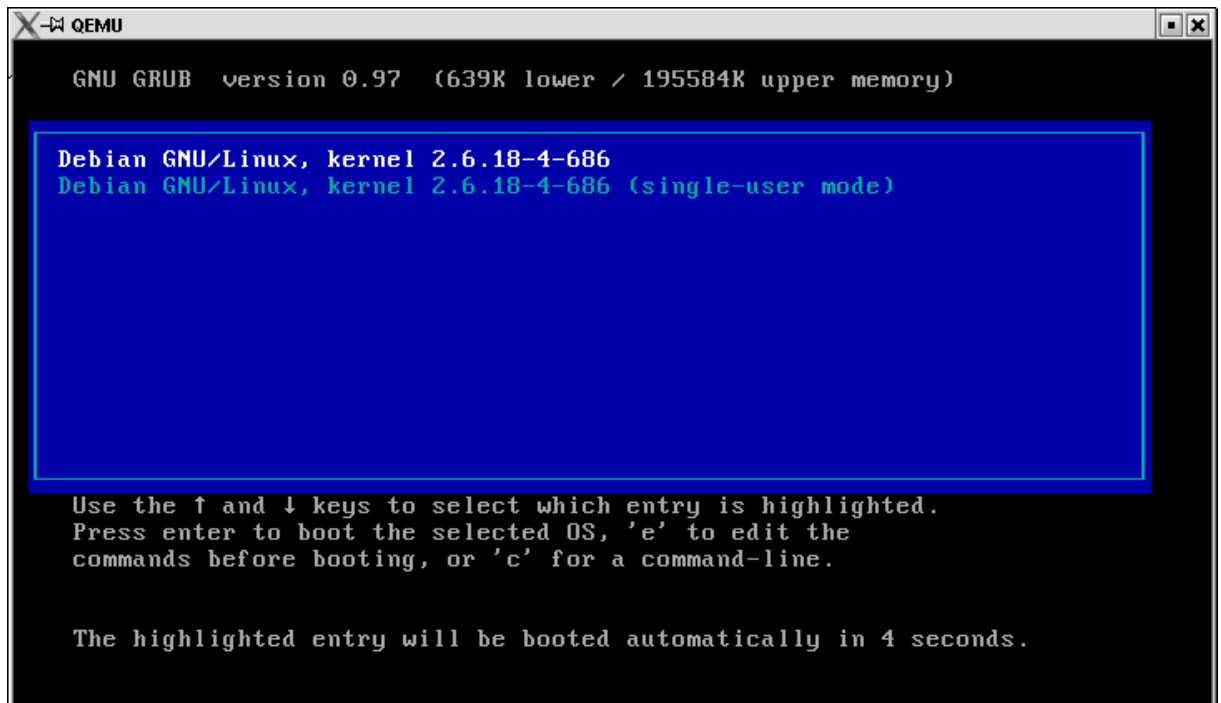 QEMU
GNU GRUB version 0.97 (639K lower / 195584K upper memory)
Debian GNU/Linux, kernel 2.6.18-4-686
Debian GNU/Linux, kernel 2.6.18-4-686 (single-user mode)
Use the ↑ and ↓ keys to select which entry is highlighted.
Press enter to boot the selected OS, 'e' to edit the
commands before booting, or 'c' for a command-line.
The highlighted entry will be booted automatically in 4 seconds.